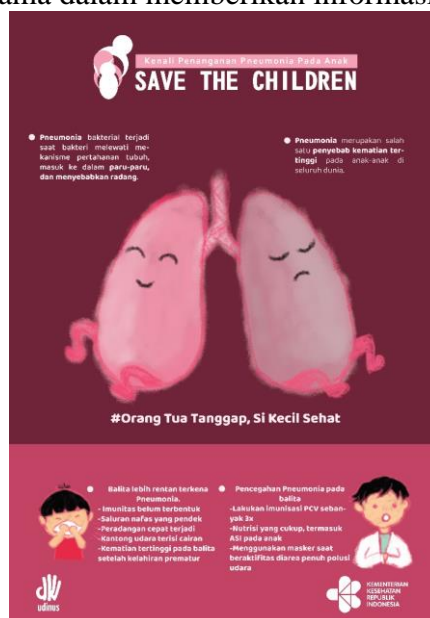 ama dalam memberikan informasi
Kenali Penanganan Pneumonia Pada Anak
SAVE THE CHILDREN
Pneumonia bakterial terjadi
saat bakteri melewati me-
kanisme pertahanan tubuh,
masuk ke dalam paru-paru,
dan menyebabkan radang.
Pneumonia merupakan salah
satu penyebab kematian ter-
tinggi pada anak-anak di
seluruh dunia.
#Orang Tua Tanggap, Si Kecil Sehat
Balita lebih rentan terkena
Pneumonia.
- Imunitas belum terbentuk
- Saluran nafas yang pendek
- Peradangan cepat terjadi
- Kantong udara terisi cairan
- Kematian tertinggi pada balita
setelah kelahiran prematur
Pencegahan Pneumonia pada
balita
-Lakukan imunisasi PCV seban-
yak 3x
-Nutrisi yang cukup, termasuk
ASI pada anak
-Menggunakan masker saat
beraktifitas diarea penuh polusi
udara
udinus
KEMENTERIAN
KESEHATAN
REPUBLIK
INDONESIA